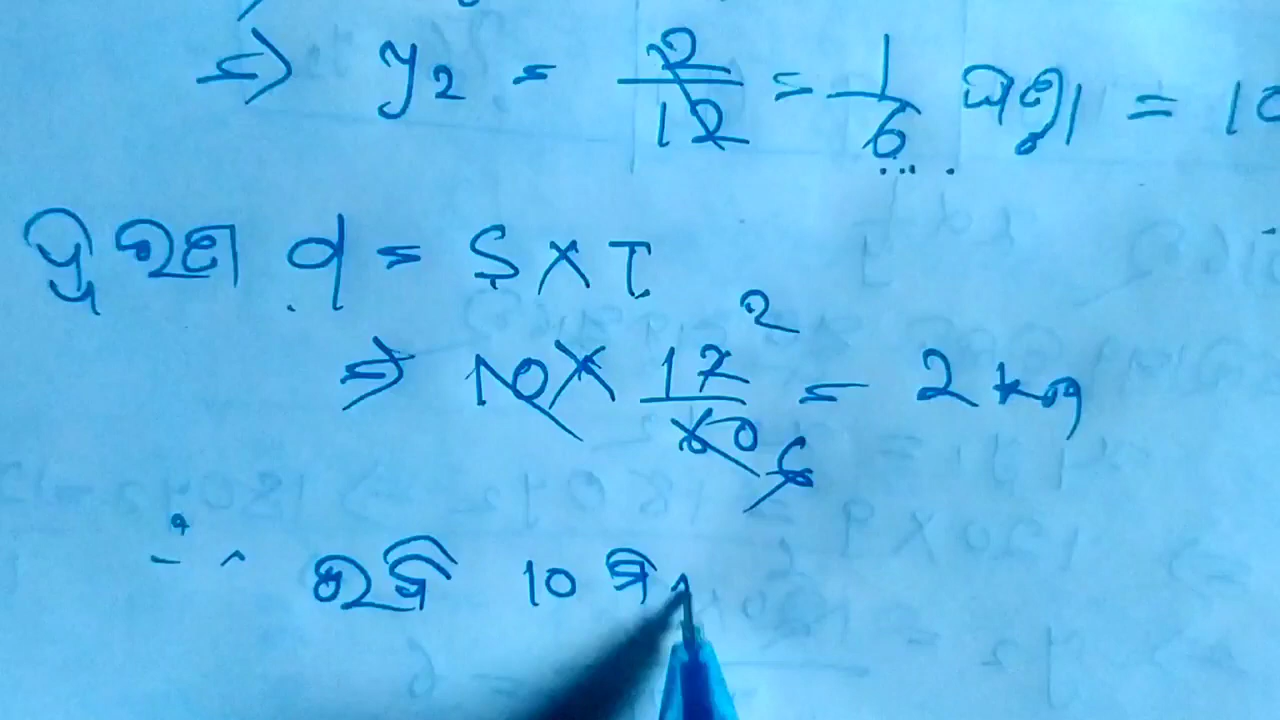 ⇒ y2 = 2/12 = 1/6 ଘଣ୍ଟା = 10
ଦୂରତା d = S × T
⇒ 10 × 12/60 = 2 km
∴ ରବି 10 ମି